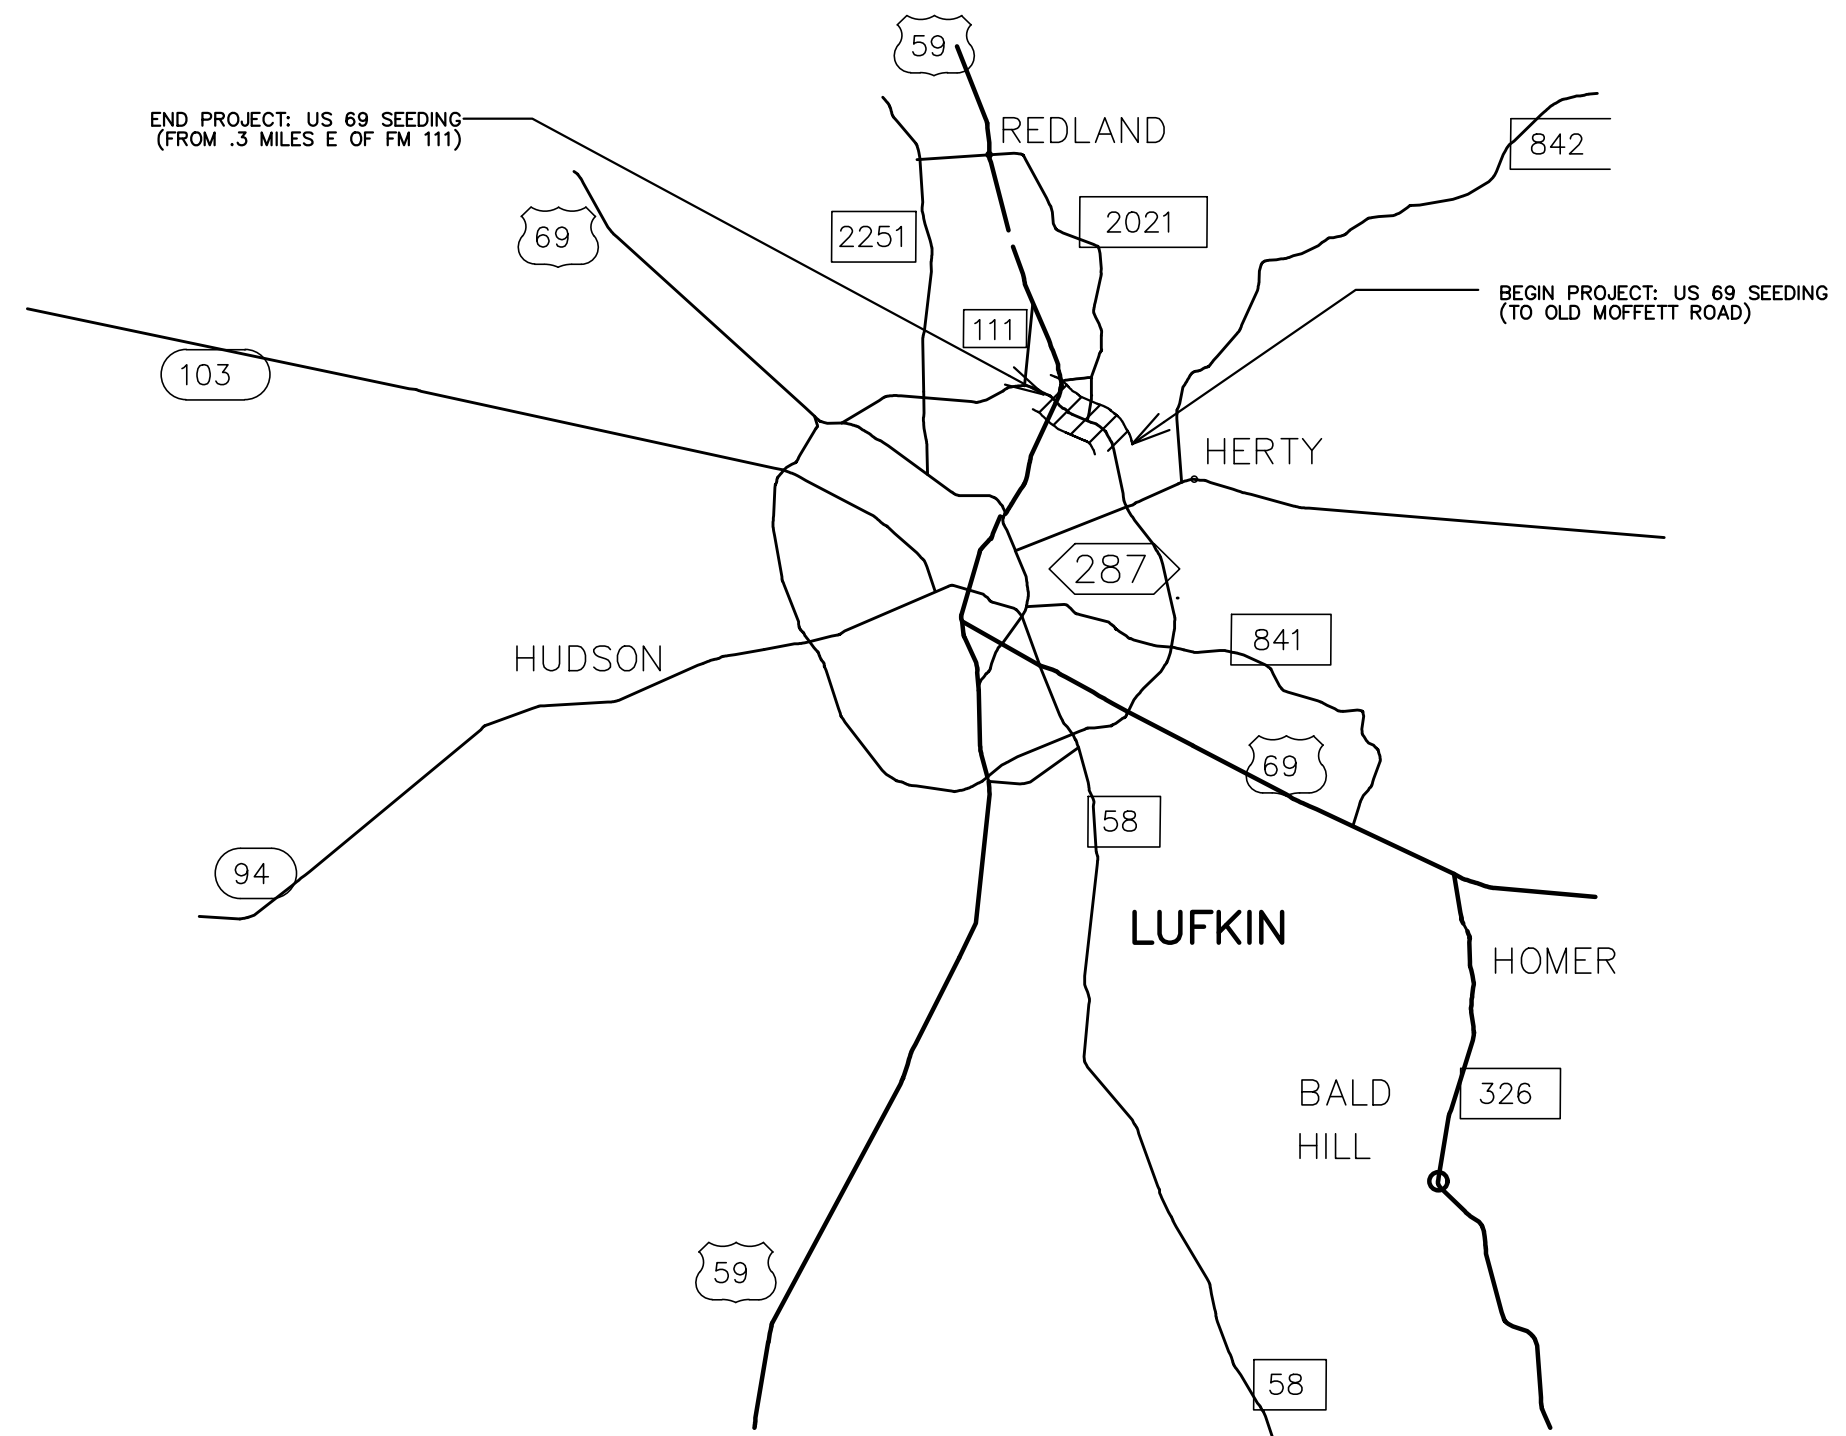 59
REDLAND
END PROJECT: US 69 SEEDING
(FROM .3 MILES E OF FM 111)
842
69
2251
2021
BEGIN PROJECT: US 69 SEEDING
(TO OLD MOFFETT ROAD)
111
103
HERTY
287
841
HUDSON
69
58
94
LUFKIN
HOMER
BALD
HILL
326
59
58